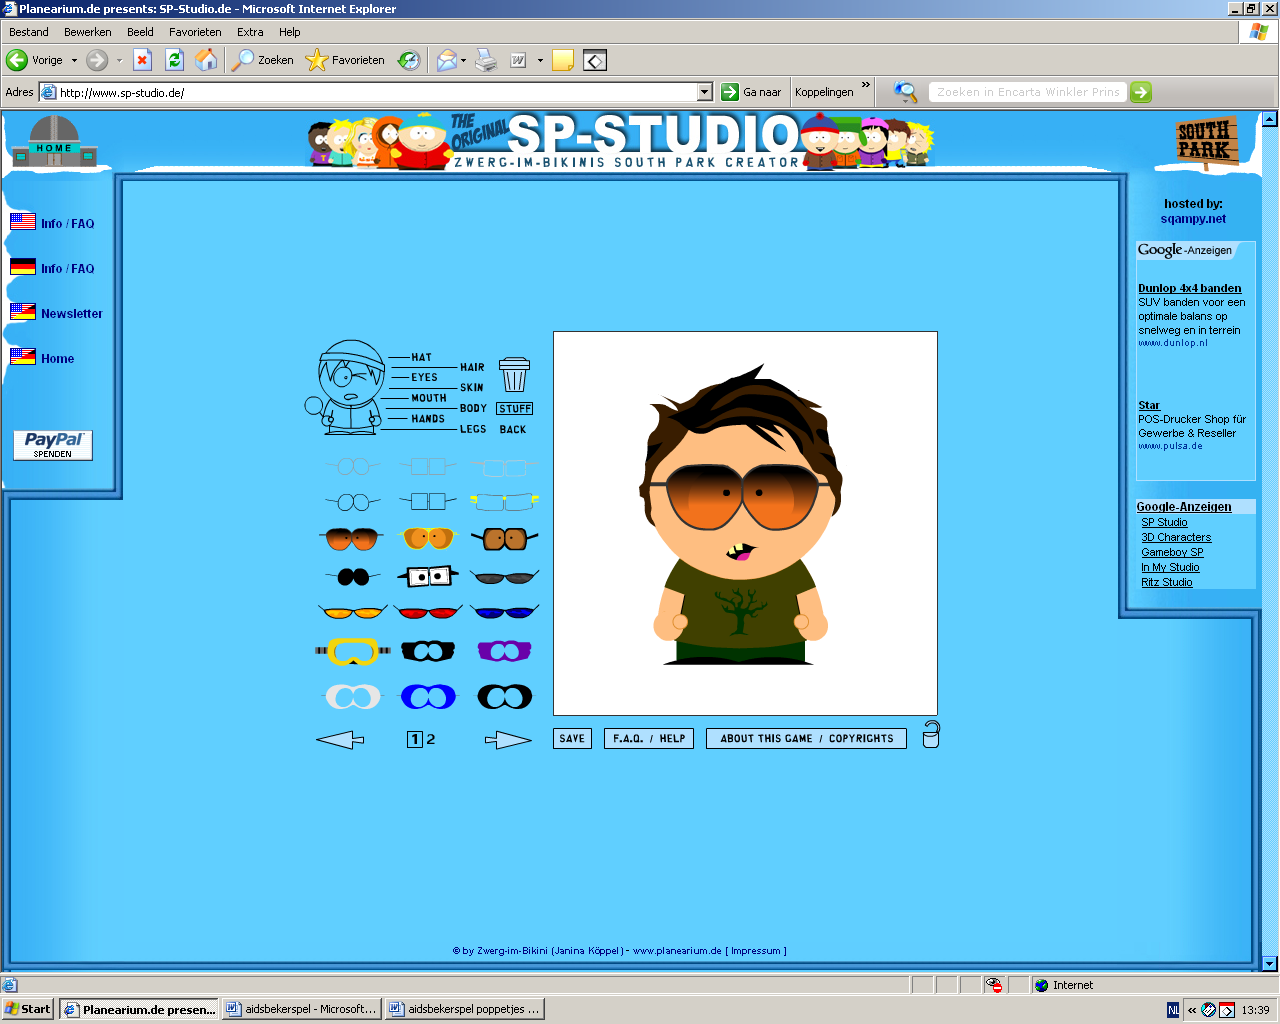 Planearium.de presents: SP-Studio.de - Microsoft Internet Explorer
Bestand Bewerken Beeld Favorieten Extra Help
Vorige Zoeken Favorieten
Adres http://www.sp-studio.de/ Ga naar Koppelingen » Zoeken in Encarta Winkler Prins
HOME
THE ORIGINAL SP-STUDIO
ZWERG-IM-BIKINIS SOUTH PARK CREATOR
SOUTH PARK
Info / FAQ
Info / FAQ
Newsletter
Home
PayPal
SPENDEN
HAT
HAIR
EYES
SKIN
MOUTH
BODY
HANDS
LEGS
STUFF
BACK
1 2
SAVE
F.A.Q. / HELP
ABOUT THIS GAME / COPYRIGHTS
hosted by:
sqampy.net
Google-Anzeigen
Dunlop 4x4 banden
SUV banden voor een
optimale balans op
snelweg en in terrein
www.dunlop.nl
Star
POS-Drucker Shop für
Gewerbe & Reseller
www.pulsa.de
Google-Anzeigen
SP Studio
3D Characters
Gameboy SP
In My Studio
Ritz Studio
© by Zwerg-im-Bikini (Janina Köppel) - www.planearium.de [ Impressum ]
Internet
Start Planearium.de presen... aidsbekerspel - Microsoft... aidsbekerspel poppetjes ... NL « 13:39